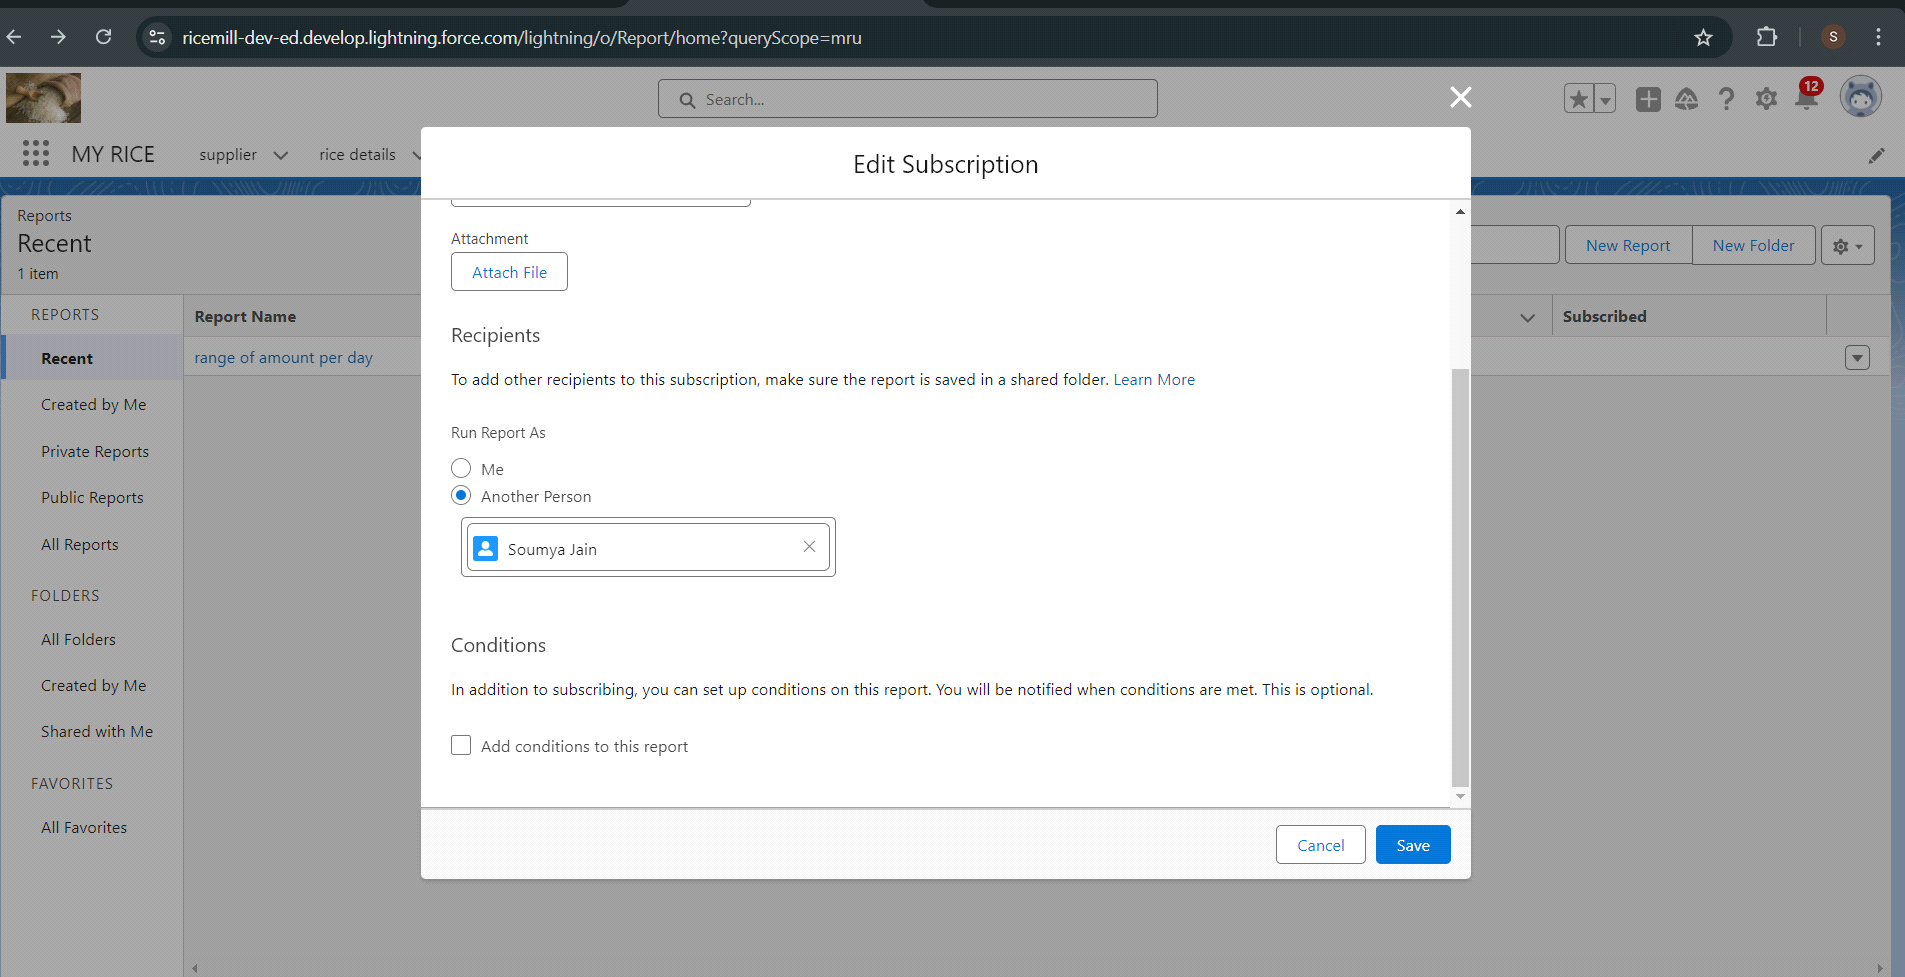 ricemill-dev-ed.develop.lightning.force.com/lightning/o/Report/home?queryScope=mru
S
Search...
12
MY RICE
supplier
rice details
Reports
Recent
1 item
New Report
New Folder
REPORTS
Recent
Created by Me
Private Reports
Public Reports
All Reports
FOLDERS
All Folders
Created by Me
Shared with Me
FAVORITES
All Favorites
Report Name
Subscribed
range of amount per day
Edit Subscription
Attachment
Attach File
Recipients
To add other recipients to this subscription, make sure the report is saved in a shared folder. Learn More
Run Report As
Me
Another Person
Soumya Jain
Conditions
In addition to subscribing, you can set up conditions on this report. You will be notified when conditions are met. This is optional.
Add conditions to this report
Cancel
Save